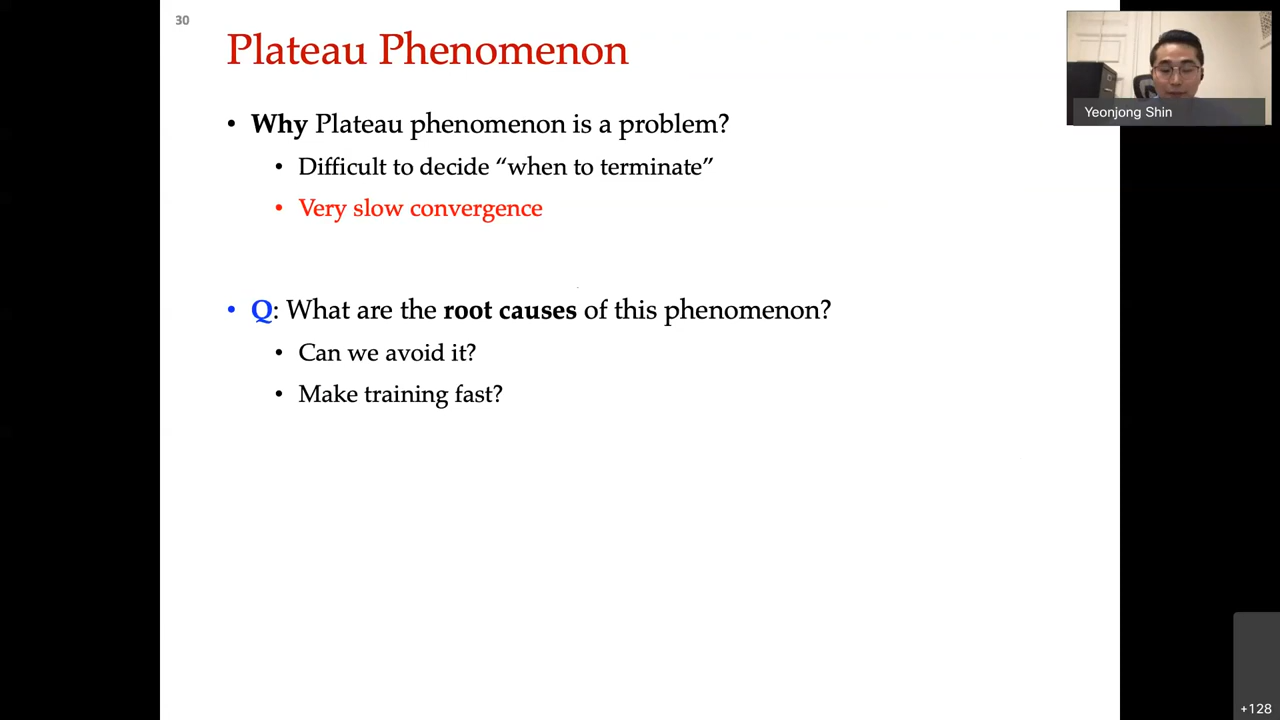 30
Plateau Phenomenon
Yeonjong Shin
• Why Plateau phenomenon is a problem?
• Difficult to decide “when to terminate”
• Very slow convergence
• Q: What are the root causes of this phenomenon?
• Can we avoid it?
• Make training fast?
+128